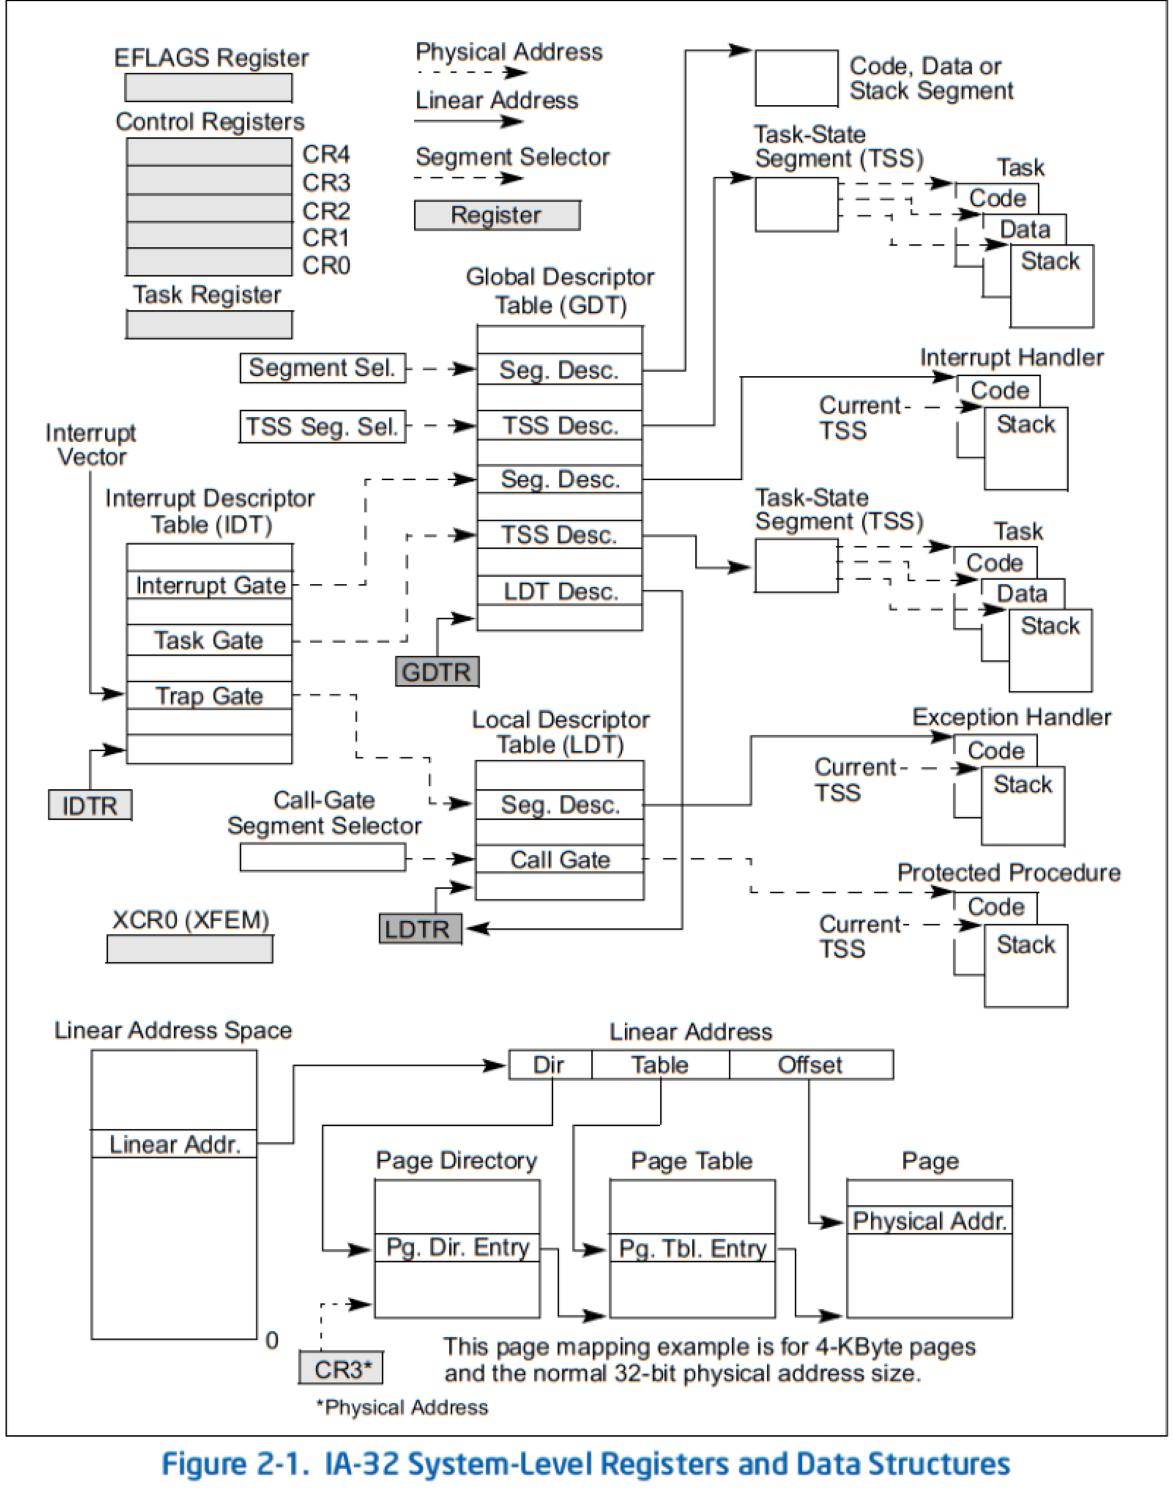 EFLAGS Register
Control Registers
CR4
CR3
CR2
CR1
CR0
Task Register
Physical Address
Linear Address
Segment Selector
Register
Code, Data or
Stack Segment
Task-State
Segment (TSS)
Task
Code
Data
Stack
Global Descriptor
Table (GDT)
Segment Sel.
Seg. Desc.
TSS Seg. Sel.
TSS Desc.
Seg. Desc.
TSS Desc.
LDT Desc.
GDTR
Interrupt Handler
Code
Current
TSS
Stack
Interrupt
Vector
Interrupt Descriptor
Table (IDT)
Interrupt Gate
Task Gate
Trap Gate
IDTR
Task-State
Segment (TSS)
Task
Code
Data
Stack
Local Descriptor
Table (LDT)
Call-Gate
Segment Selector
Seg. Desc.
Call Gate
LDTR
Exception Handler
Code
Current
TSS
Stack
Protected Procedure
Code
Current
TSS
Stack
XCR0 (XFEM)
Linear Address Space
Linear Addr.
0
Linear Address
Dir
Table
Offset
Page Directory
Pg. Dir. Entry
Page Table
Pg. Tbl. Entry
Page
Physical Addr.
CR3*
*Physical Address
This page mapping example is for 4-KByte pages
and the normal 32-bit physical address size.
Figure 2-1. IA-32 System-Level Registers and Data Structures